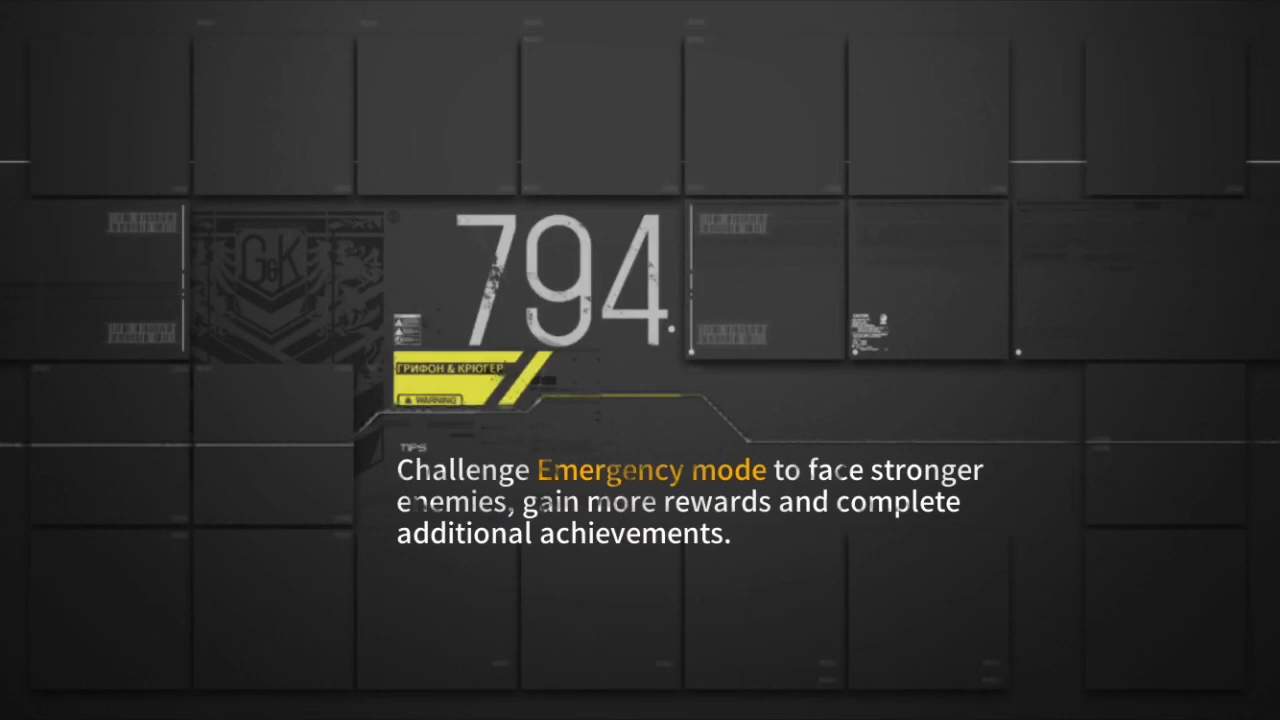 G&K
794.
ГРИФОН & КРЮГЕР
WARNING
TIPS
Challenge Emergency mode to face stronger
enemies, gain more rewards and complete
additional achievements.